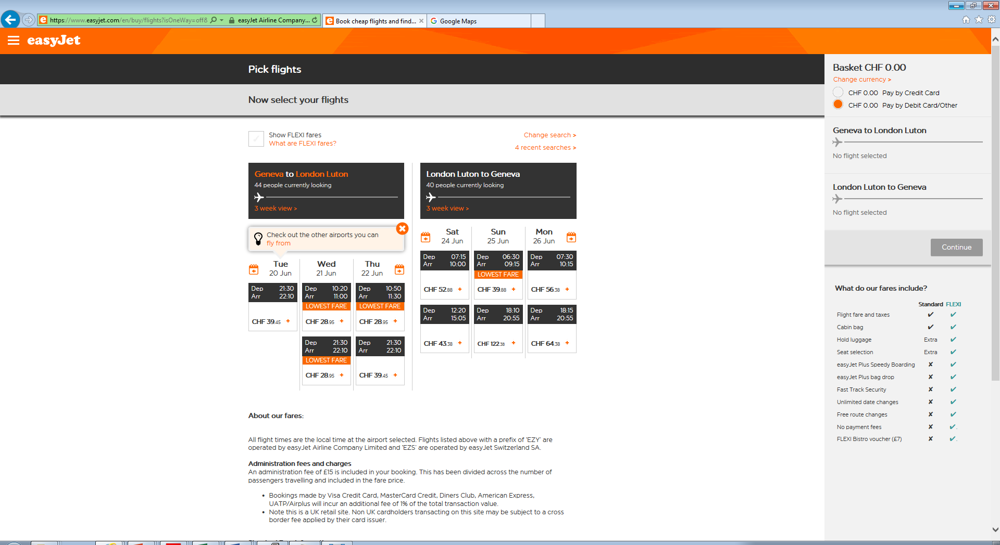 https://www.easyjet.com/en/buy/flights?isOneWay=off&
easyJet Airline Company...
Book cheap flights and find...
Google Maps
easyJet
Pick flights
Now select your flights
Show FLEXI fares
What are FLEXI fares?
Change search >
4 recent searches >
Geneva to London Luton
44 people currently looking
3 week view >
Check out the other airports you can
fly from
Tue
20 Jun
Wed
21 Jun
Thu
22 Jun
Dep 21:30
Arr 22:10
CHF 39.45 +
Dep 10:20
Arr 11:00
LOWEST FARE
CHF 28.95 +
Dep 10:50
Arr 11:30
LOWEST FARE
CHF 28.95 +
Dep 21:30
Arr 22:10
LOWEST FARE
CHF 28.95 +
Dep 21:30
Arr 22:10
CHF 39.45 +
London Luton to Geneva
40 people currently looking
3 week view >
Sat
24 Jun
Sun
25 Jun
Mon
26 Jun
Dep 07:15
Arr 10:00
CHF 52.88 +
Dep 06:30
Arr 09:15
LOWEST FARE
CHF 39.88 +
Dep 07:30
Arr 10:15
CHF 56.38 +
Dep 12:20
Arr 15:05
CHF 43.38 +
Dep 18:10
Arr 20:55
CHF 122.38 +
Dep 18:15
Arr 20:55
CHF 64.38 +
About our fares:
All flight times are the local time at the airport selected. Flights listed above with a prefix of 'EZY' are
operated by easyJet Airline Company Limited and 'EZS' are operated by easyJet Switzerland SA.
Administration fees and charges
An administration fee of £15 is included in your booking. This has been divided across the number of
passengers travelling and included in the fare price.
• Bookings made by Visa Credit Card, MasterCard Credit, Diners Club, American Express,
UATP/Airplus will incur an additional fee of 1% of the total transaction value.
• Note this is a UK retail site. Non UK cardholders transacting on this site may be subject to a cross
border fee applied by their card issuer.
Basket CHF 0.00
Change currency >
CHF 0.00 Pay by Credit Card
CHF 0.00 Pay by Debit Card/Other
Geneva to London Luton
No flight selected
London Luton to Geneva
No flight selected
Continue
What do our fares include?
Standard FLEXI
Flight fare and taxes ✔ ✔
Cabin bag ✔ ✔
Hold luggage Extra ✔
Seat selection Extra ✔
easyJet Plus Speedy Boarding ✘ ✔
easyJet Plus bag drop ✘ ✔
Fast Track Security ✘ ✔
Unlimited date changes ✘ ✔
Free route changes ✘ ✔
No payment fees ✘ ✔.
FLEXI Bistro voucher (£7) ✘ ✔.